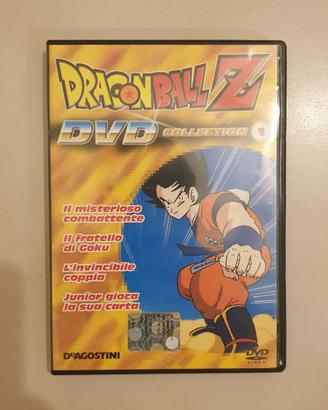 DRAGON BALL Z
DVD COLLECTION 1
Il misterioso
combattente
Il fratello
di Goku
L'invincibile
coppia
Junior gioca
la sua carta
DeAGOSTINI
DVD
VIDEO